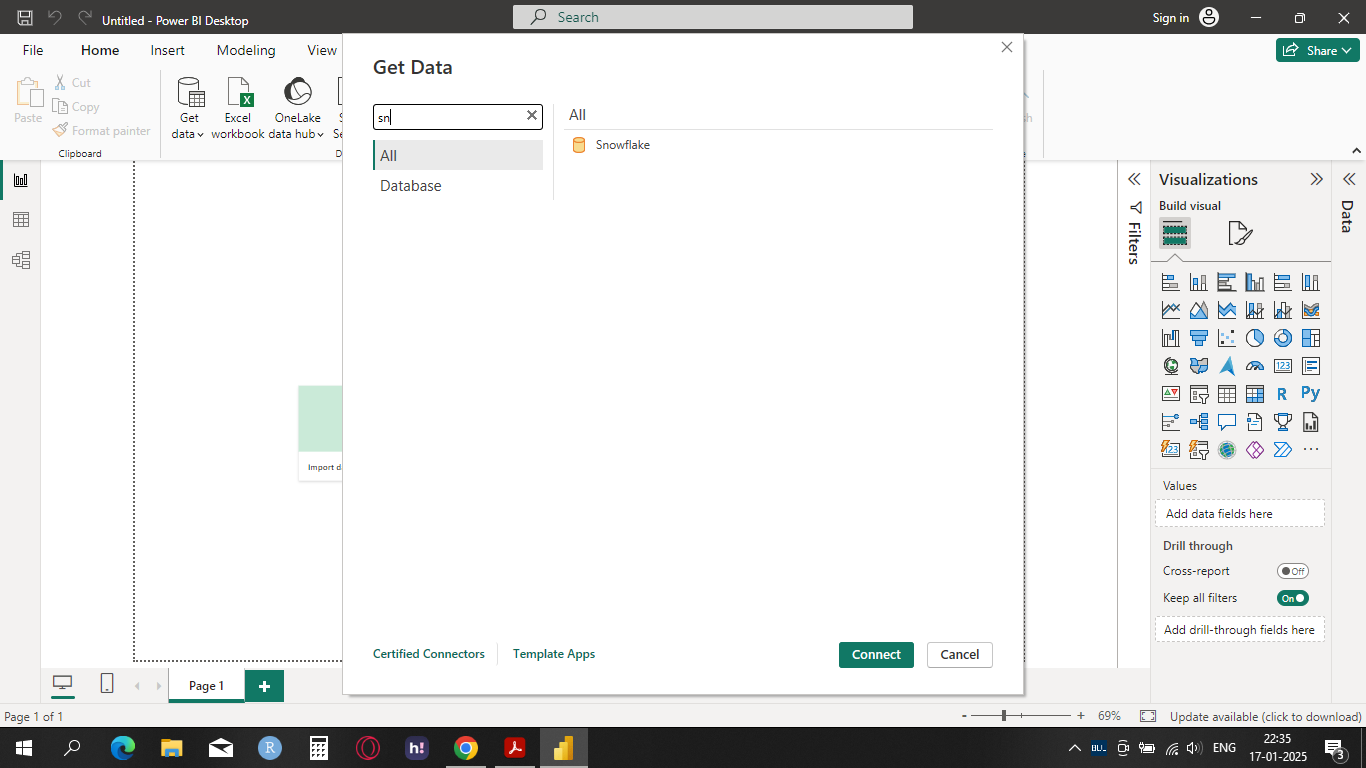 Untitled - Power BI Desktop
Search
Sign in
File
Home
Insert
Modeling
View
Share
Paste
Cut
Copy
Format painter
Clipboard
Get
data
Excel
workbook
OneLake
data hub
Get Data
sn
All
Database
All
Snowflake
Certified Connectors
Template Apps
Connect
Cancel
Import d
Filters
Visualizations
Build visual
123
R
Py
123
Values
Add data fields here
Drill through
Cross-report
Off
Keep all filters
On
Add drill-through fields here
Data
Page 1
Page 1 of 1
69%
Update available (click to download)
R
h!
ENG
22:35
17-01-2025
3